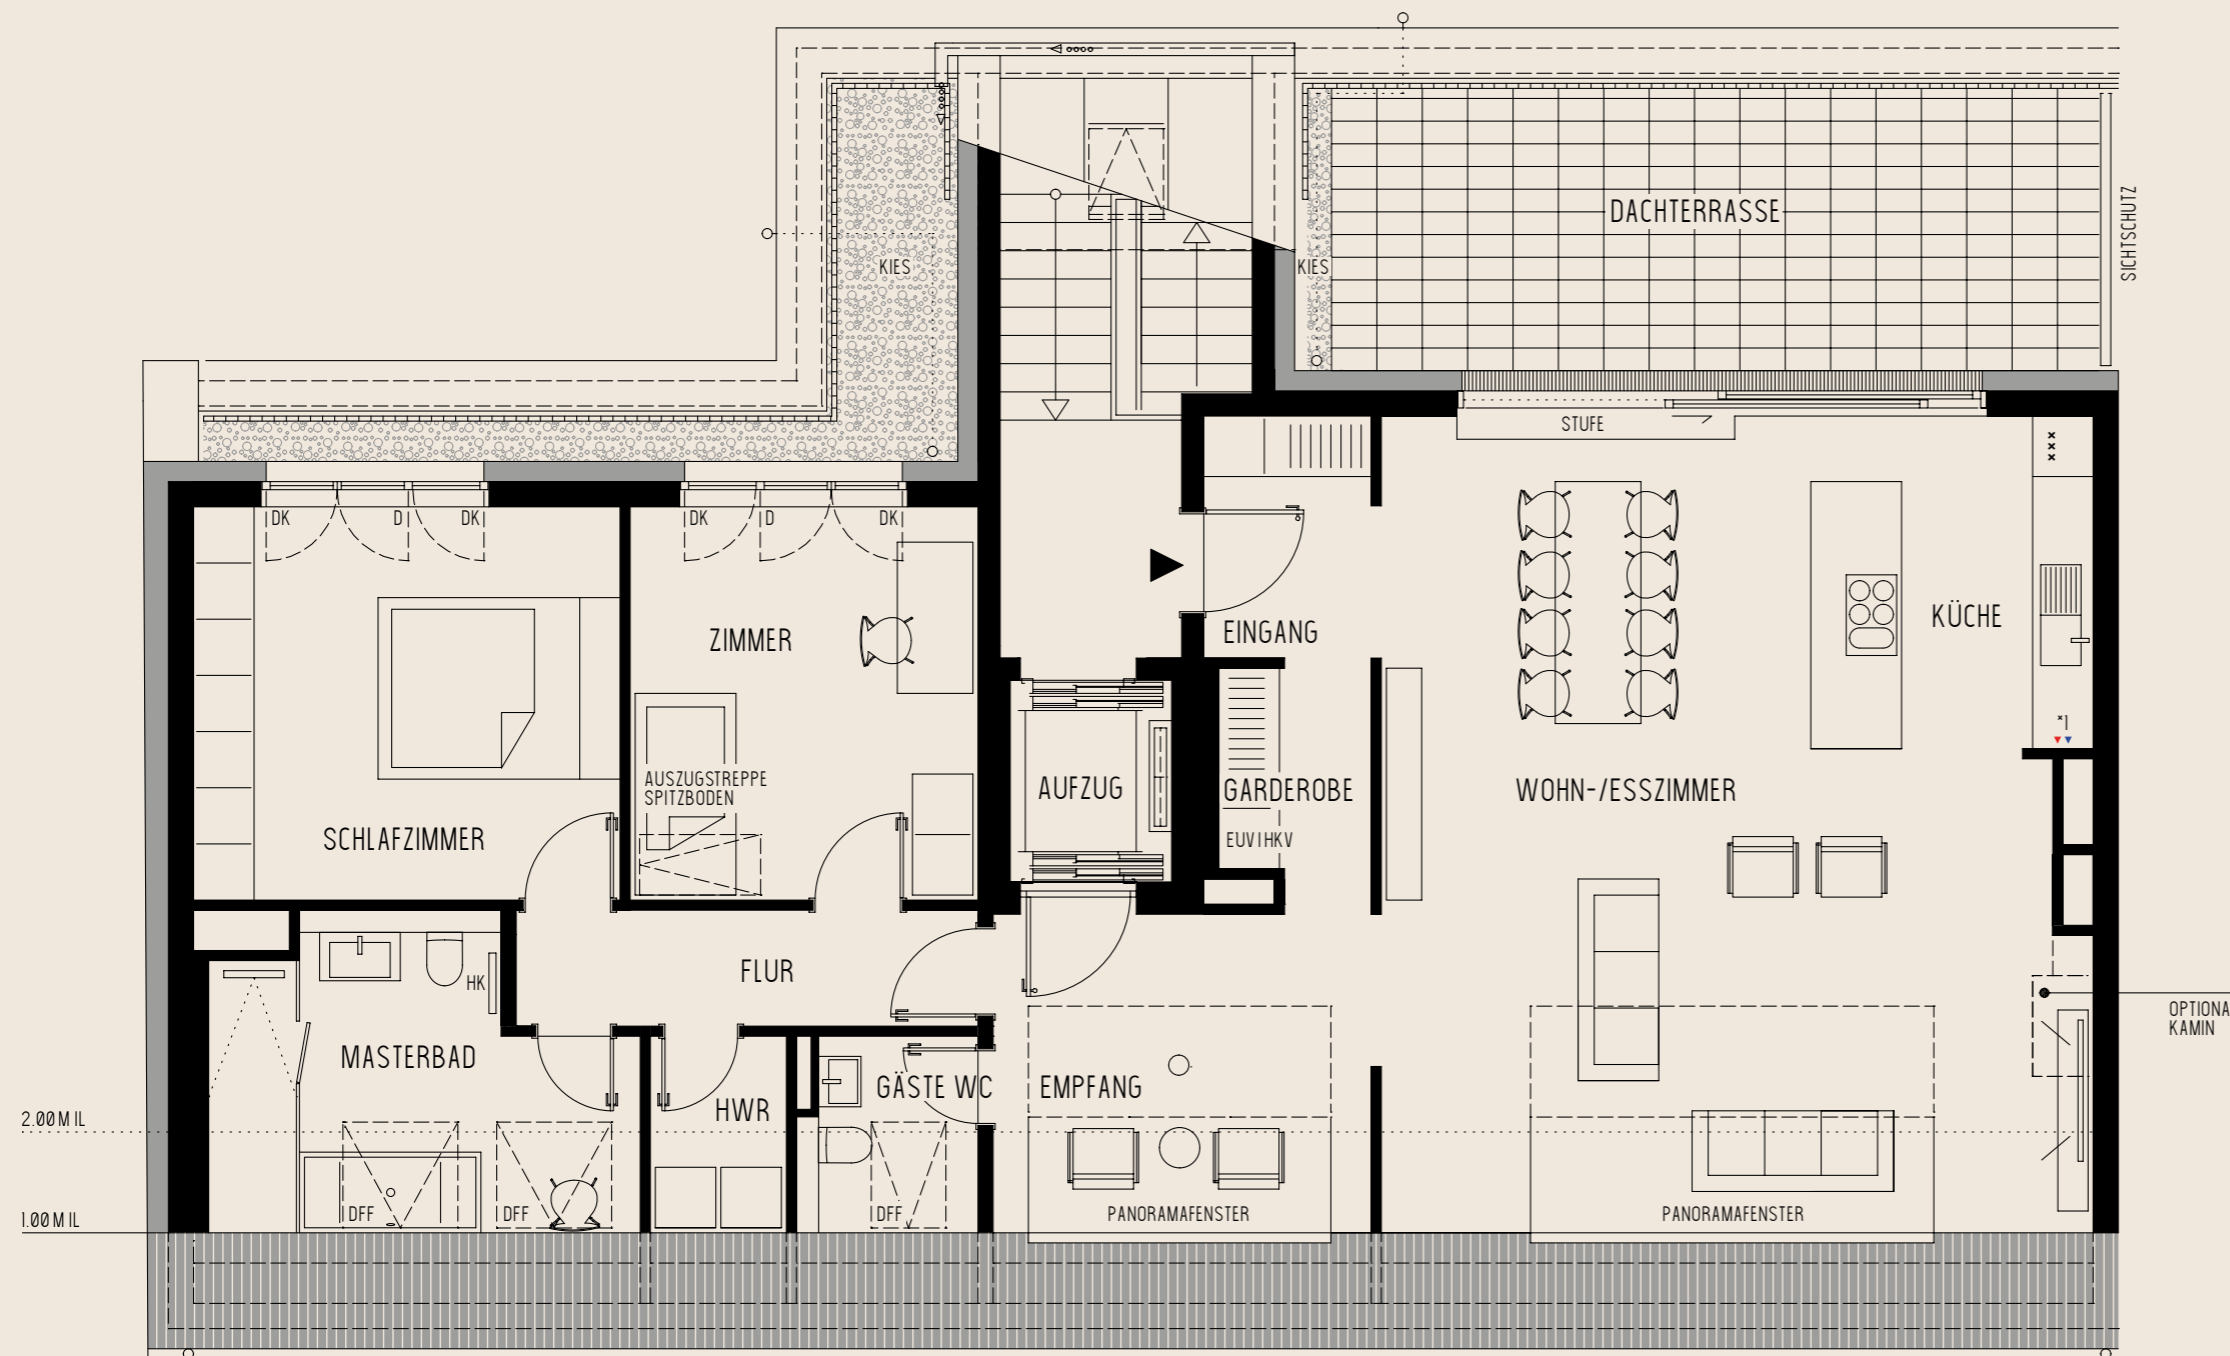 DACHTERRASSE
SICHTSCHUTZ
KIES
KIES
STUFE
DK
D
DK
DK
D
DK
ZIMMER
EINGANG
KÜCHE
AUSZUGSTREPPE
SPITZBODEN
AUFZUG
GARDEROBE
WOHN-/ESSZIMMER
SCHLAFZIMMER
EUV I HKV
FLUR
HK
OPTIONA
KAMIN
MASTERBAD
GÄSTE WC
EMPFANG
HWR
2.00 M IL
DFF
DFF
DFF
PANORAMAFENSTER
PANORAMAFENSTER
1.00 M IL